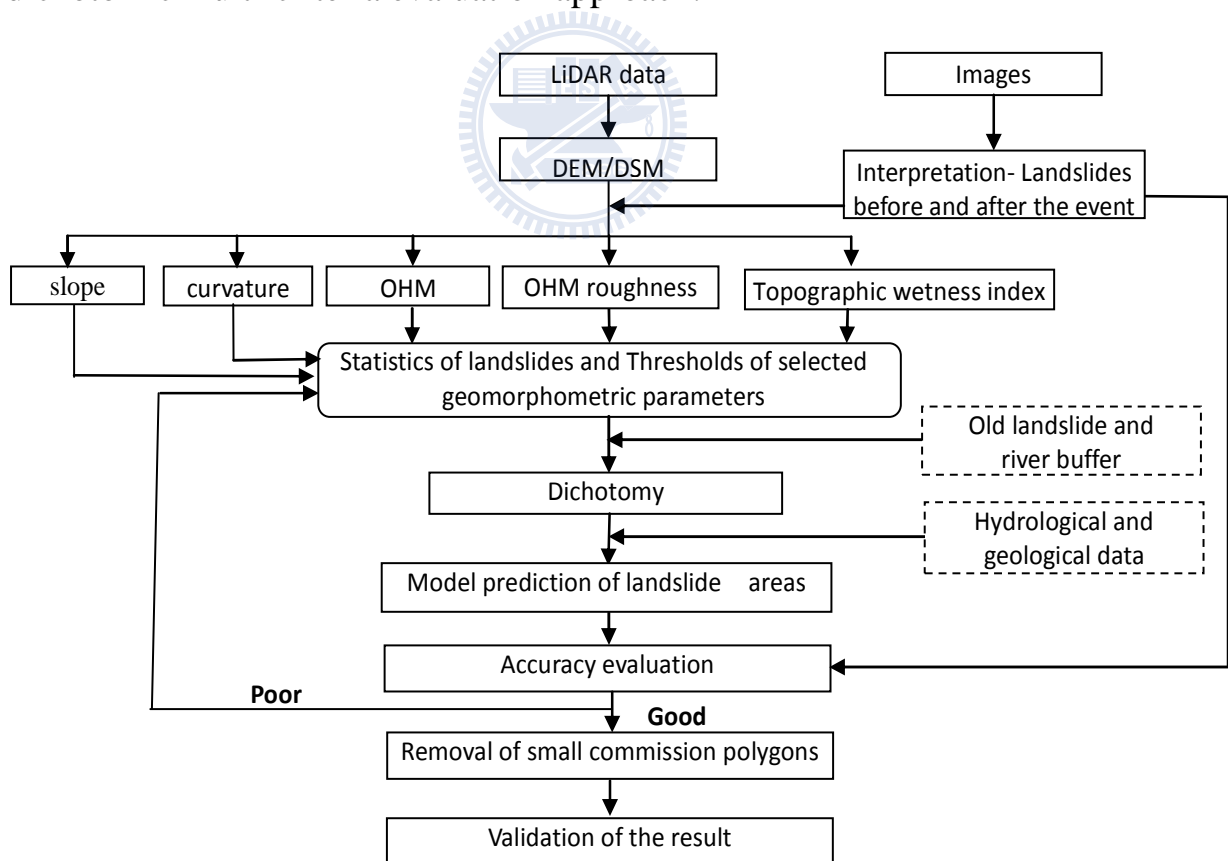 LiDAR data
Images
DEM/DSM
Interpretation- Landslides
before and after the event
slope
curvature
OHM
OHM roughness
Topographic wetness index
Statistics of landslides and Thresholds of selected
geomorphometric parameters
Old landslide and
river buffer
Dichotomy
Hydrological and
geological data
Model prediction of landslide areas
Accuracy evaluation
Poor
Good
Removal of small commission polygons
Validation of the result